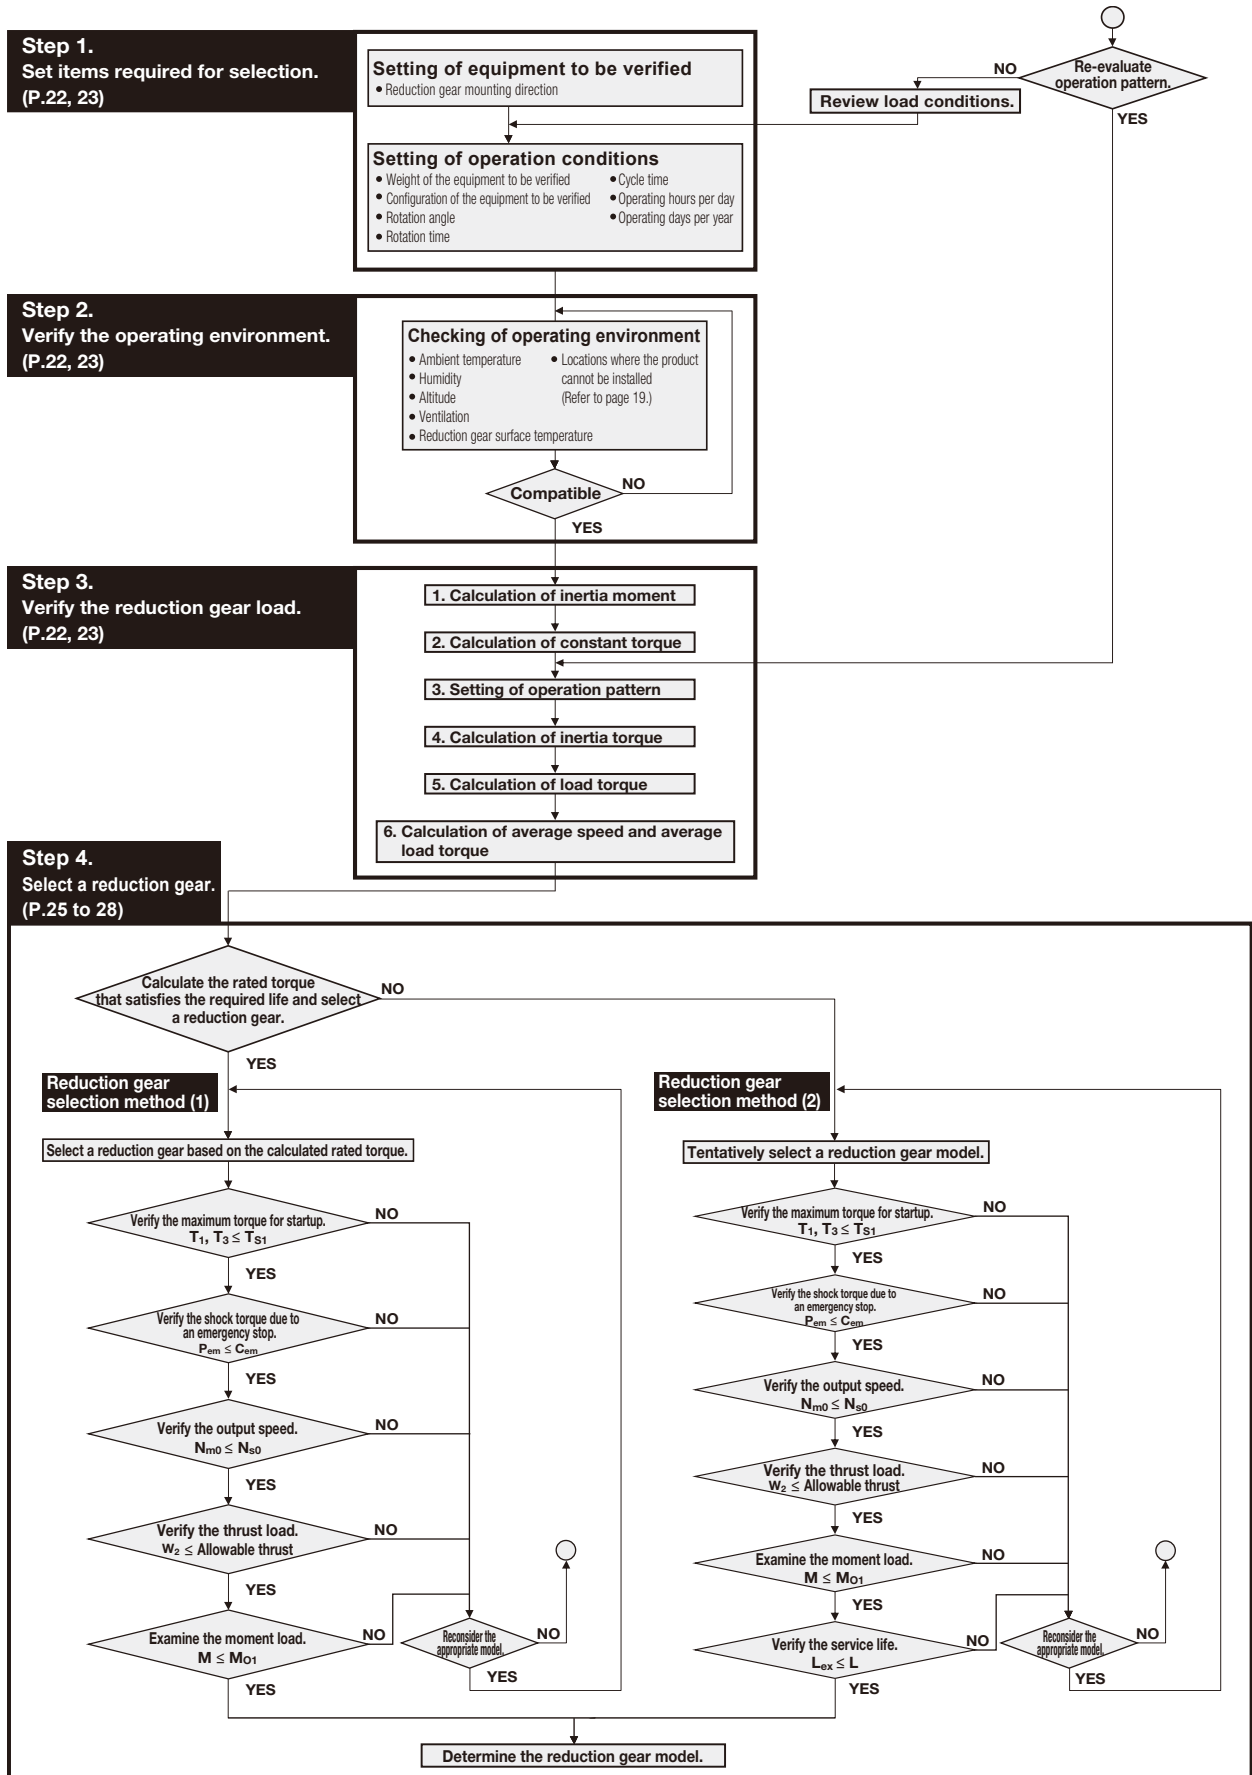 Step 1.
Set items required for selection.
(P.22, 23)
Setting of equipment to be verified
• Reduction gear mounting direction
Setting of operation conditions
• Weight of the equipment to be verified
• Configuration of the equipment to be verified
• Rotation angle
• Rotation time
• Cycle time
• Operating hours per day
• Operating days per year
Re-evaluate
operation pattern.
NO
YES
Review load conditions.
Step 2.
Verify the operating environment.
(P.22, 23)
Checking of operating environment
• Ambient temperature
• Humidity
• Altitude
• Ventilation
• Reduction gear surface temperature
• Locations where the product
cannot be installed
(Refer to page 19.)
Compatible
NO
YES
Step 3.
Verify the reduction gear load.
(P.22, 23)
1. Calculation of inertia moment
2. Calculation of constant torque
3. Setting of operation pattern
4. Calculation of inertia torque
5. Calculation of load torque
6. Calculation of average speed and average
load torque
Step 4.
Select a reduction gear.
(P.25 to 28)
Calculate the rated torque
that satisfies the required life and select
a reduction gear.
NO
YES
Reduction gear
selection method (1)
Select a reduction gear based on the calculated rated torque.
Verify the maximum torque for startup.
T1, T3 ≤ TS1
NO
YES
Verify the shock torque due to
an emergency stop.
Pem ≤ Cem
NO
YES
Verify the output speed.
Nm0 ≤ Ns0
NO
YES
Verify the thrust load.
W2 ≤ Allowable thrust
NO
YES
Examine the moment load.
M ≤ MO1
NO
YES
Reconsider the
appropriate model.
NO
YES
Reduction gear
selection method (2)
Tentatively select a reduction gear model.
Verify the maximum torque for startup.
T1, T3 ≤ TS1
NO
YES
Verify the shock torque due to
an emergency stop.
Pem ≤ Cem
NO
YES
Verify the output speed.
Nm0 ≤ Ns0
NO
YES
Verify the thrust load.
W2 ≤ Allowable thrust
NO
YES
Examine the moment load.
M ≤ MO1
NO
YES
Verify the service life.
Lex ≤ L
NO
YES
Reconsider the
appropriate model.
NO
YES
Determine the reduction gear model.